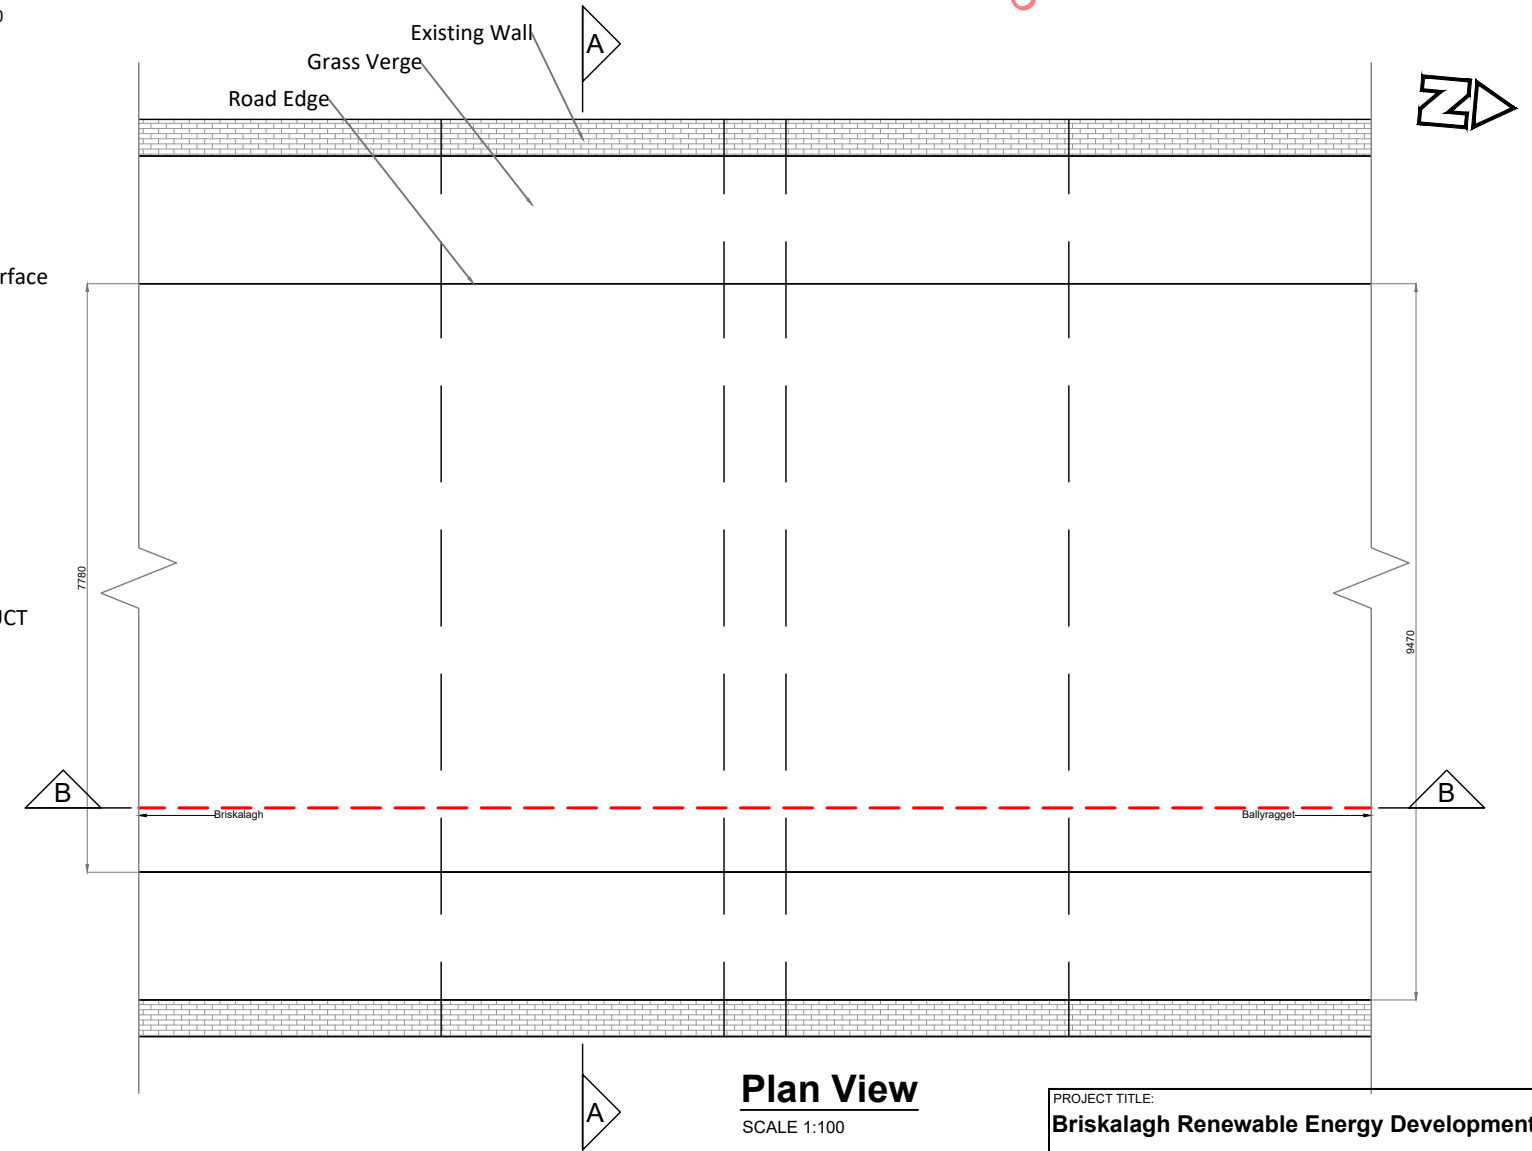 Existing Wall
A
Grass Verge
Road Edge
N
rface
7780
UCT
9470
B
B
Briskalagh
Ballyragget
Plan View
A
SCALE 1:100
PROJECT TITLE:
Briskalagh Renewable Energy Development